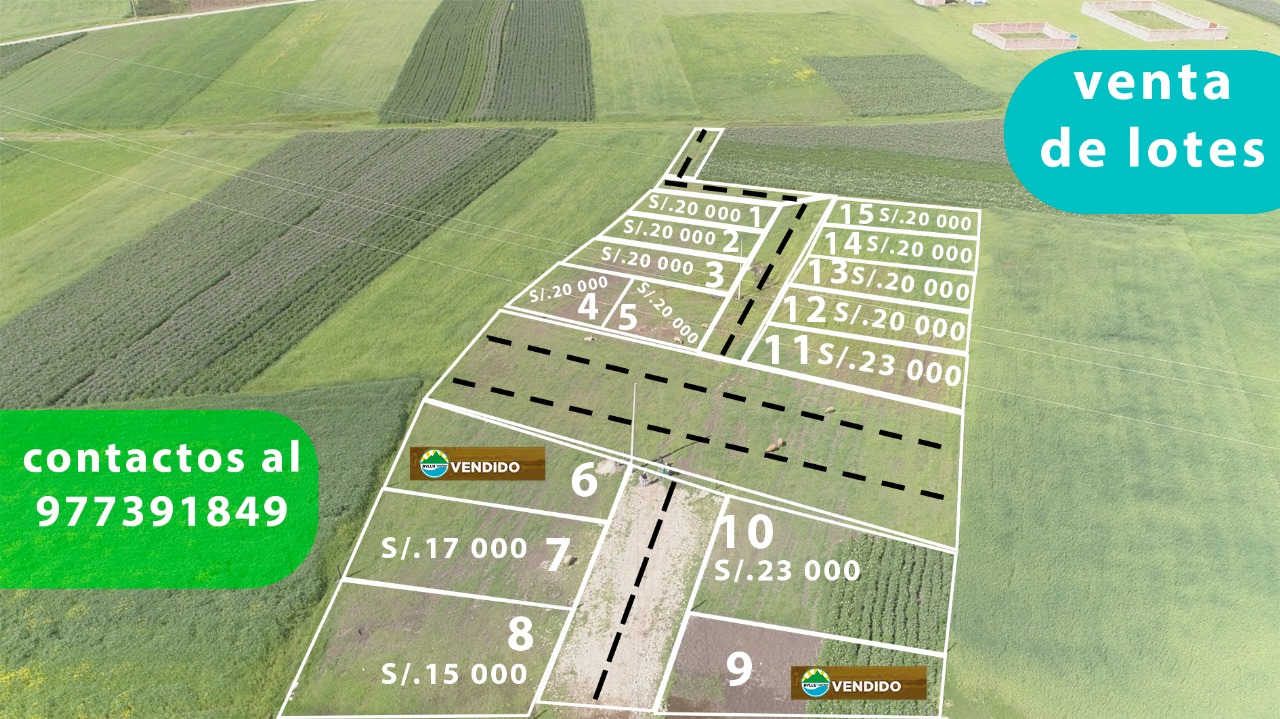 venta
de lotes
S/.20 000 1
15 S/.20 000
S/.20 000 2
14 S/.20 000
S/.20 000 3
13 S/.20 000
S/.20 000
4
5
S/.20 000
12 S/.20 000
11 S/.23 000
contactos al
977391849
VENDIDO
6
S/.17 000 7
10
S/.23 000
8
S/.15 000
9
VENDIDO